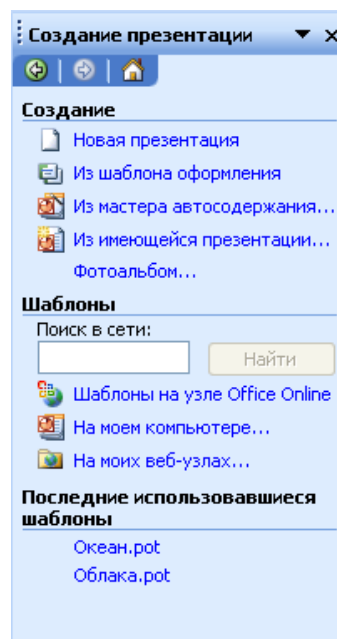 Создание презентации
Создание
Новая презентация
Из шаблона оформления
Из мастера автосодержания...
Из имеющейся презентации...
Фотоальбом...
Шаблоны
Поиск в сети:
Найти
Шаблоны на узле Office Online
На моем компьютере...
На моих веб-узлах...
Последние использовавшиеся
шаблоны
Океан.pot
Облака.pot